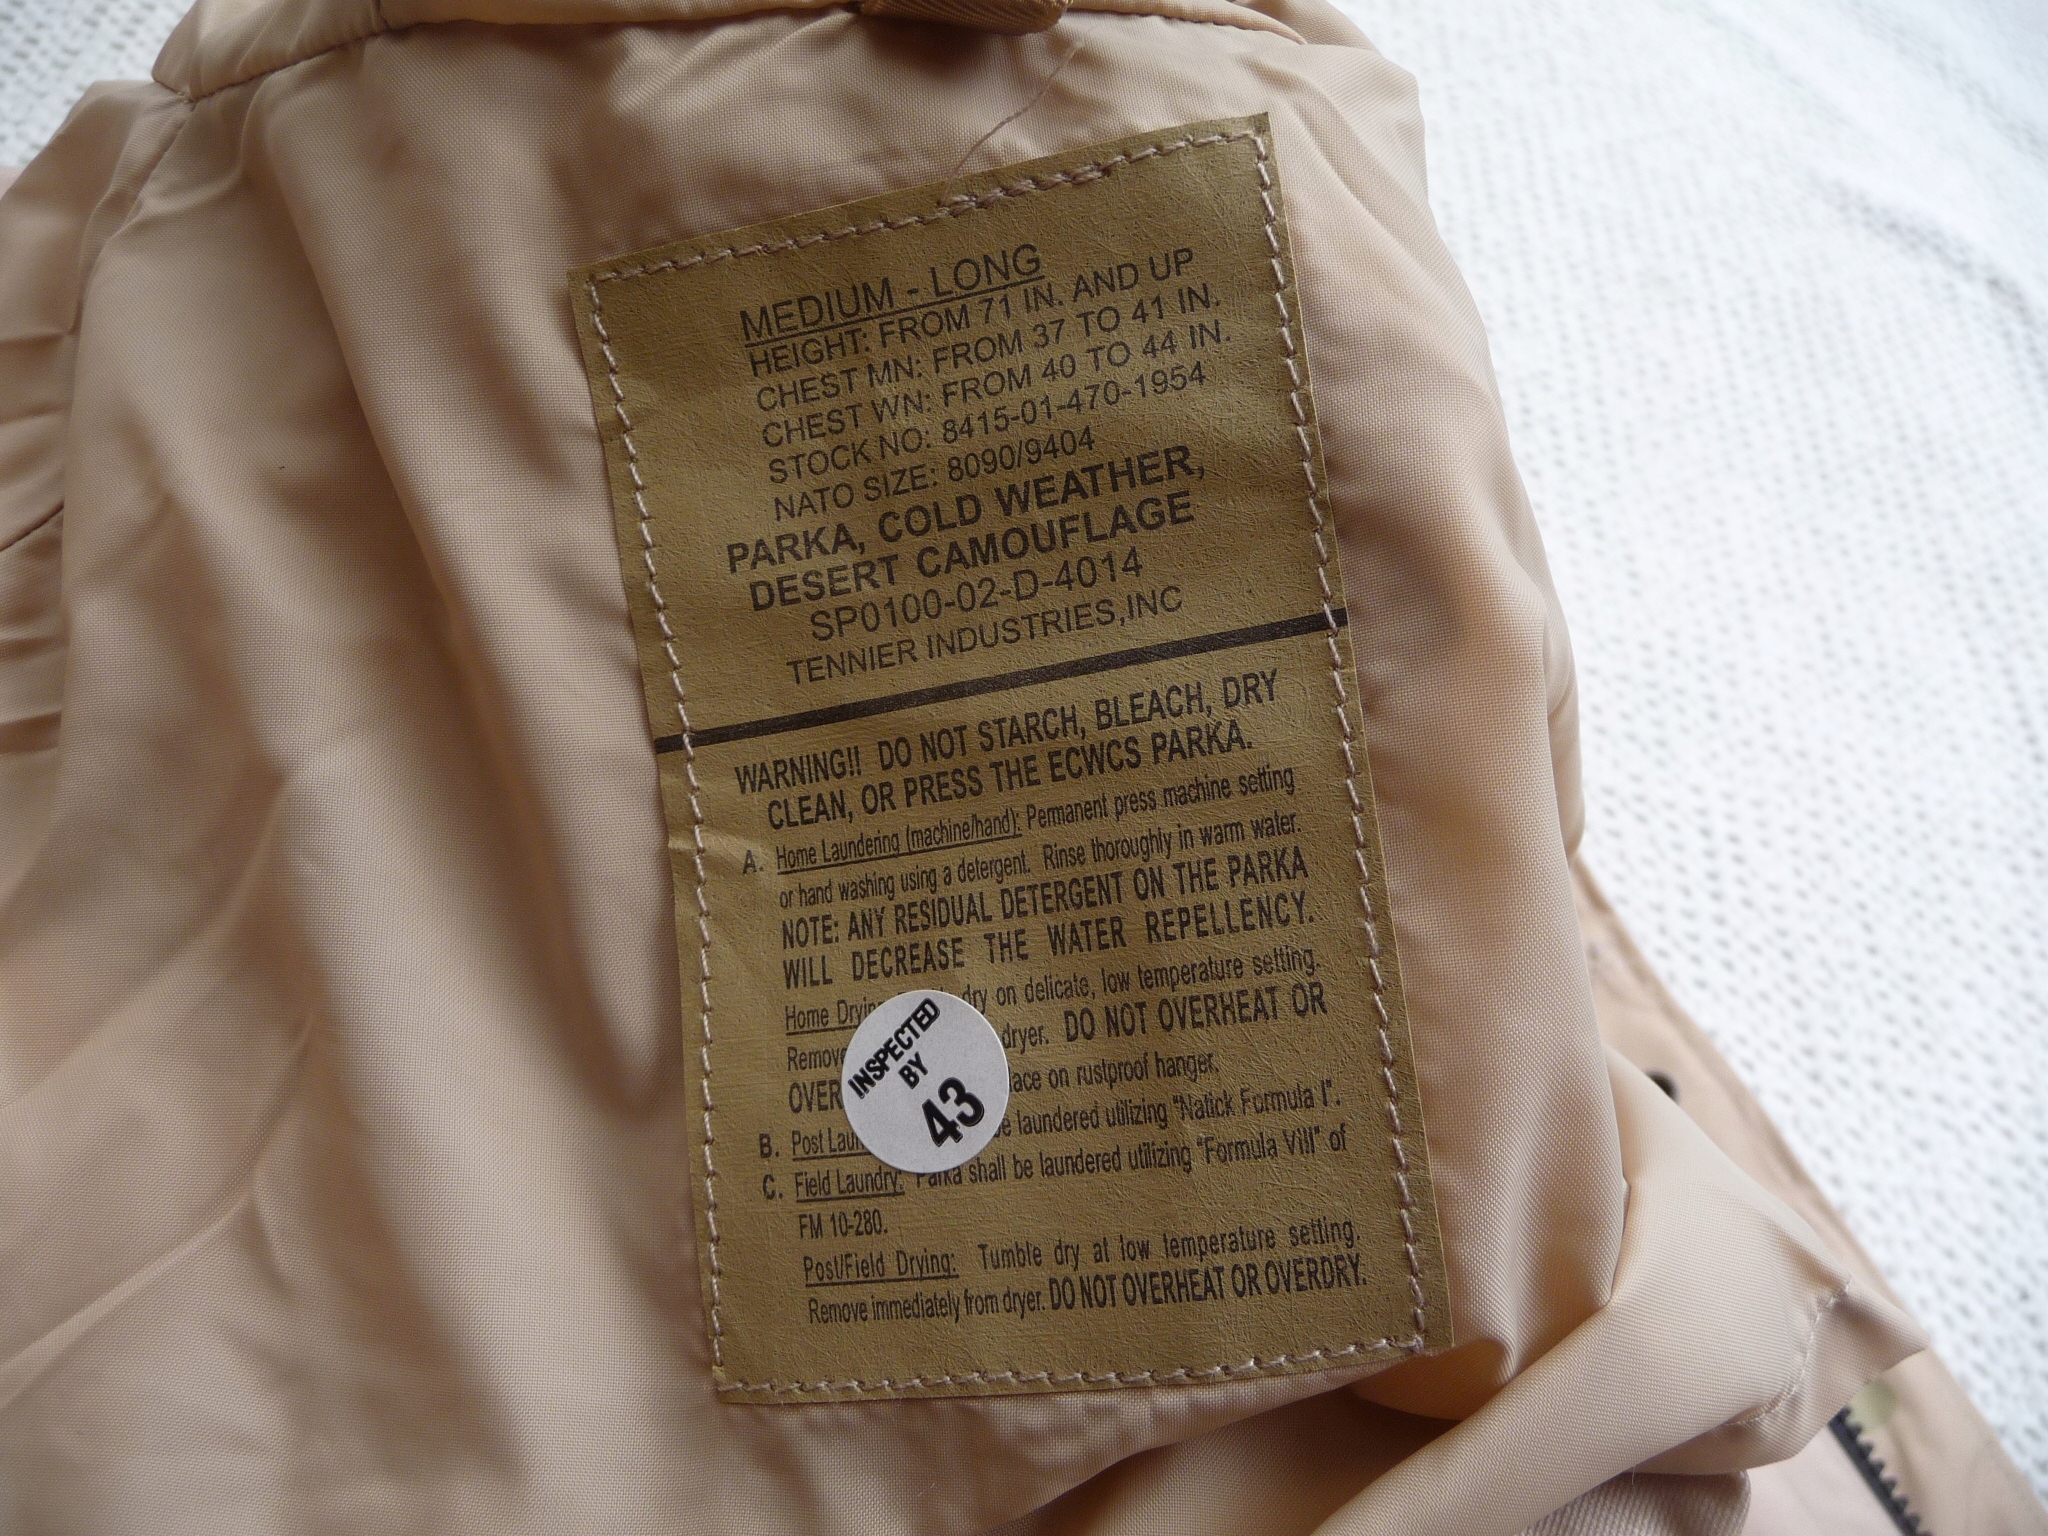 MEDIUM - LONG
HEIGHT: FROM 71 IN. AND UP
CHEST MN: FROM 37 TO 41 IN.
CHEST WN: FROM 40 TO 44 IN.
STOCK NO: 8415-01-470-1954
NATO SIZE: 8090/9404
PARKA, COLD WEATHER,
DESERT CAMOUFLAGE
SP0100-02-D-4014
TENNIER INDUSTRIES,INC
WARNING!! DO NOT STARCH, BLEACH, DRY
CLEAN, OR PRESS THE ECWCS PARKA.
A. Home Laundering (machine/hand): Permanent press machine setting
or hand washing using a detergent. Rinse thoroughly in warm water.
NOTE: ANY RESIDUAL DETERGENT ON THE PARKA
WILL DECREASE THE WATER REPELLENCY.
Home dry on delicate, low temperature setting.
Remove dryer. DO NOT OVERHEAT OR
on rustproof hanger.
B. Post laundered utilizing "Natick Formula I".
C. Field Laundry: Parka shall be laundered utilizing "Formula VIII" of
FM 10-280.
Post/Field Drying: Tumble dry at low temperature setting.
Remove immediately from dryer. DO NOT OVERHEAT OR OVERDRY.
INSPECTED
BY
43